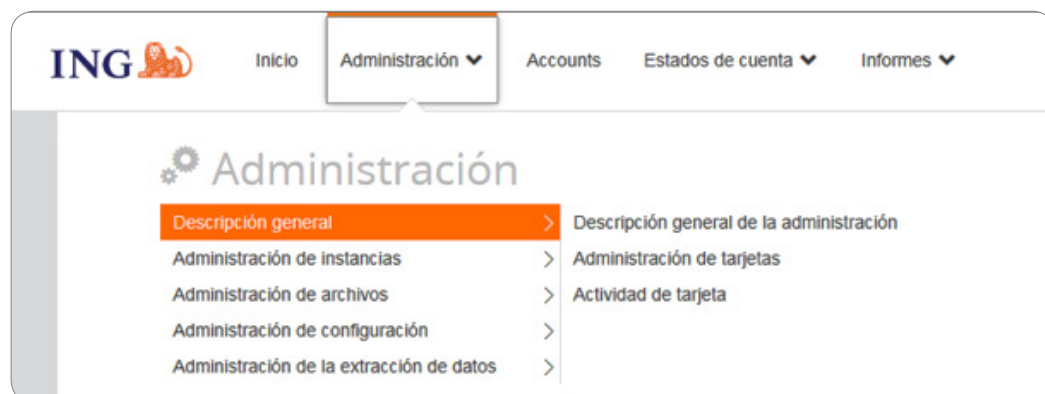 ING Inicio Administración Accounts Estados de cuenta Informes
Administración
Descripción general
Administración de instancias
Administración de archivos
Administración de configuración
Administración de la extracción de datos
Descripción general de la administración
Administración de tarjetas
Actividad de tarjeta